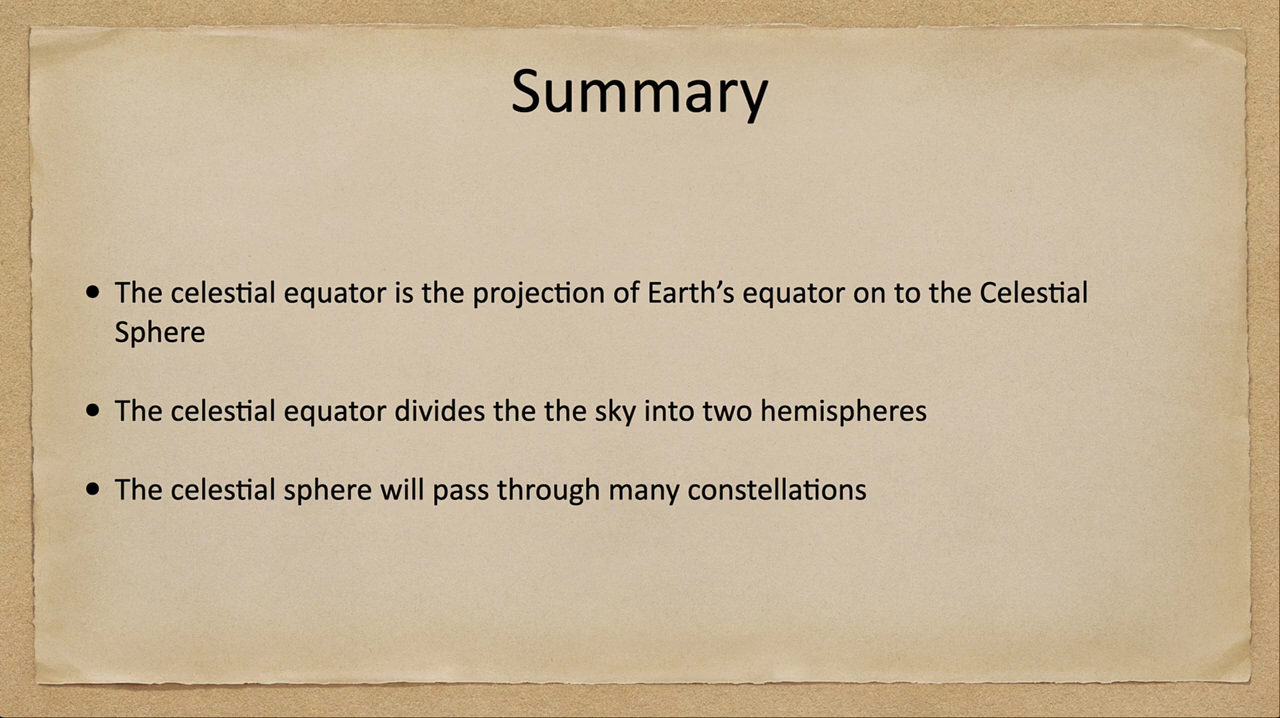 Summary
• The celestial equator is the projection of Earth’s equator on to the Celestial
Sphere
• The celestial equator divides the the sky into two hemispheres
• The celestial sphere will pass through many constellations